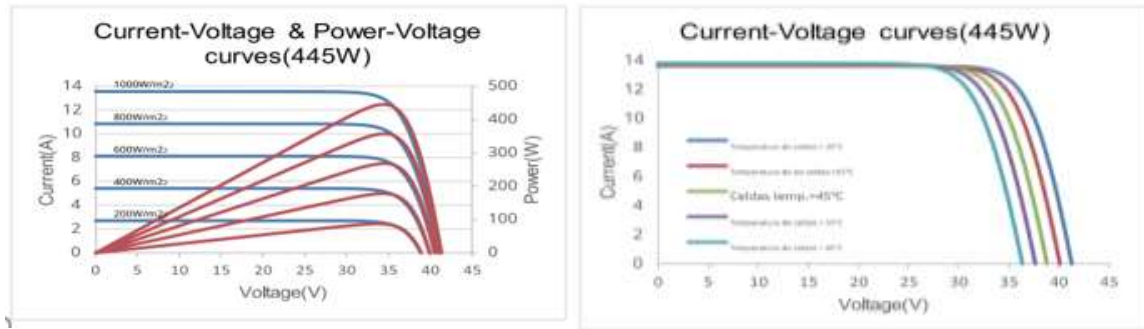 Current-Voltage & Power-Voltage
curves(445W)
Current(A)
14
12
10
8
6
4
2
0
1000W/m2
800W/m2
600W/m2
400W/m2
200W/m2
500
400
300
200
100
0
Power(W)
0 5 10 15 20 25 30 35 40 45
Voltage(V)
Current-Voltage curves(445W)
Current(A)
14
12
10
8
6
4
2
0
Celdas temp.=45°C
0 5 10 15 20 25 30 35 40 45
Voltage(V)